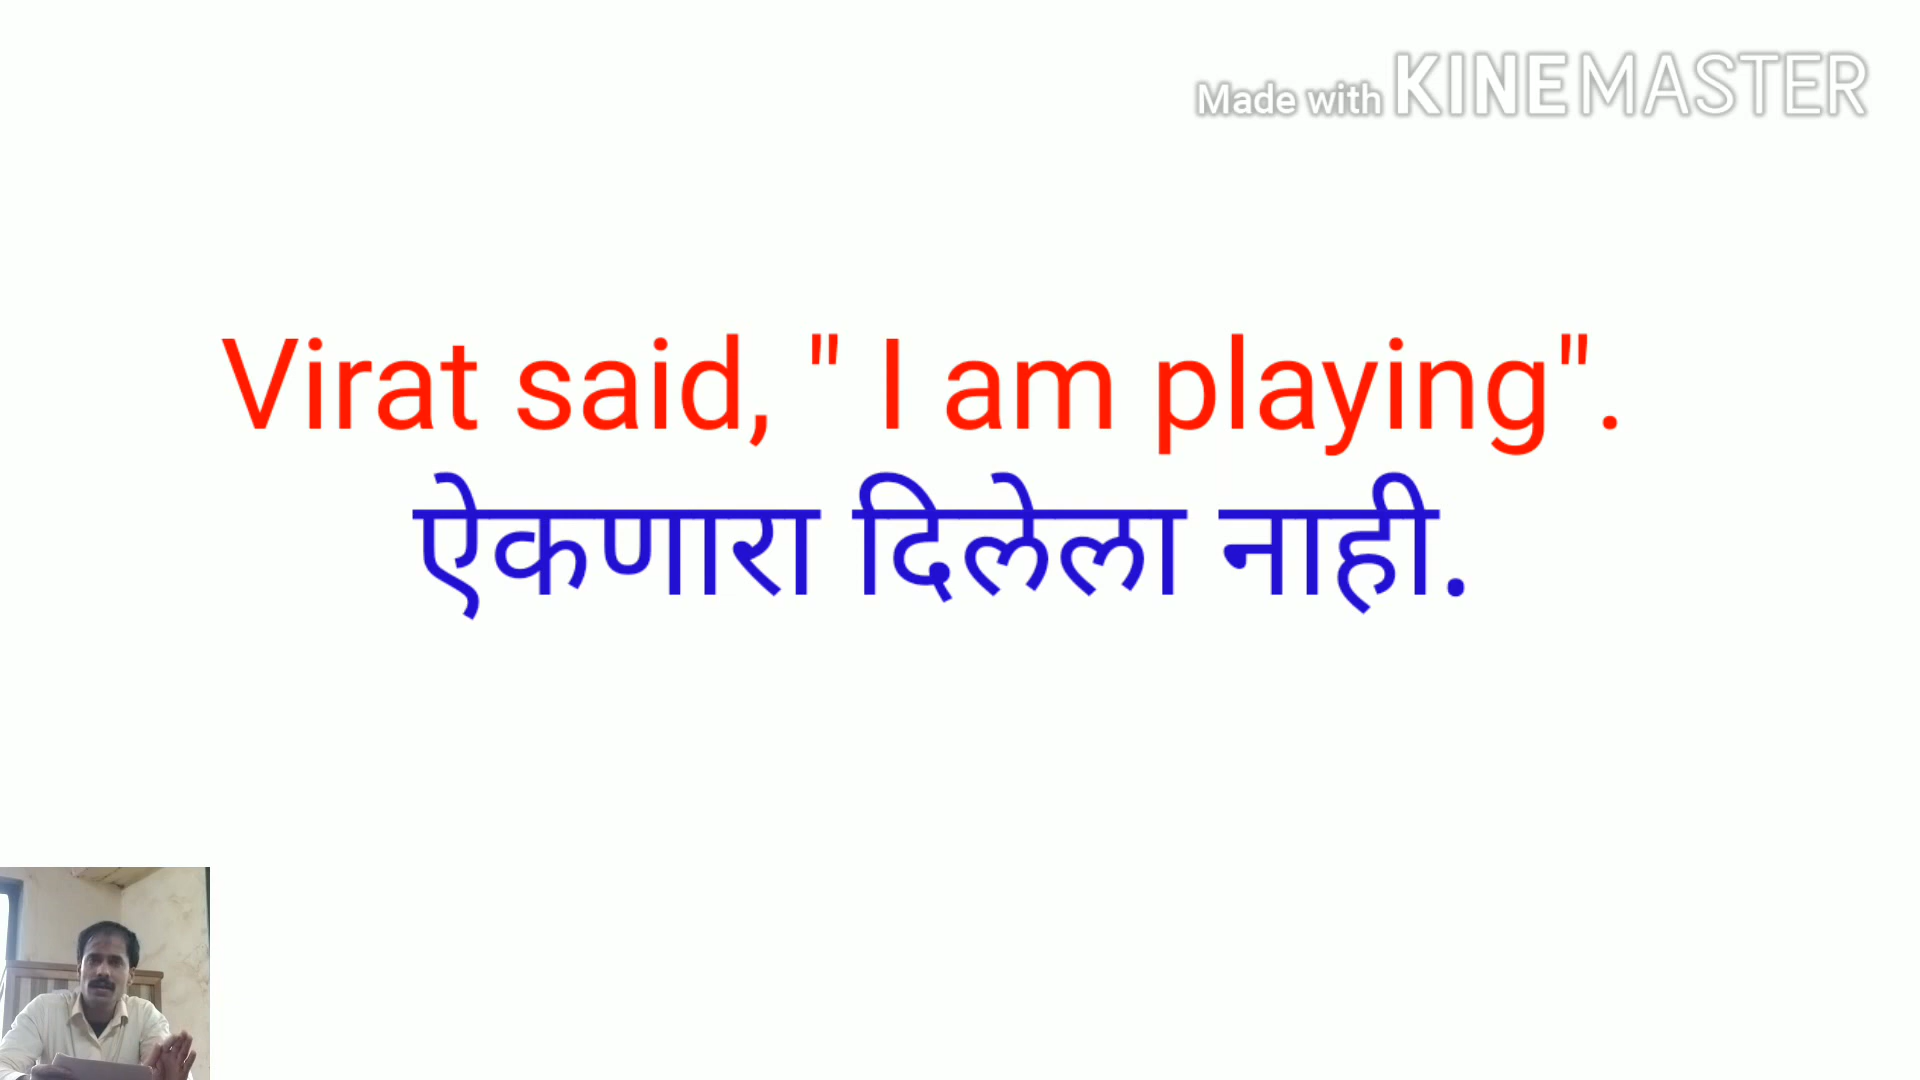 Made with KINEMASTER
Virat said, " I am playing".
ऐकणारा दिलेला नाही.